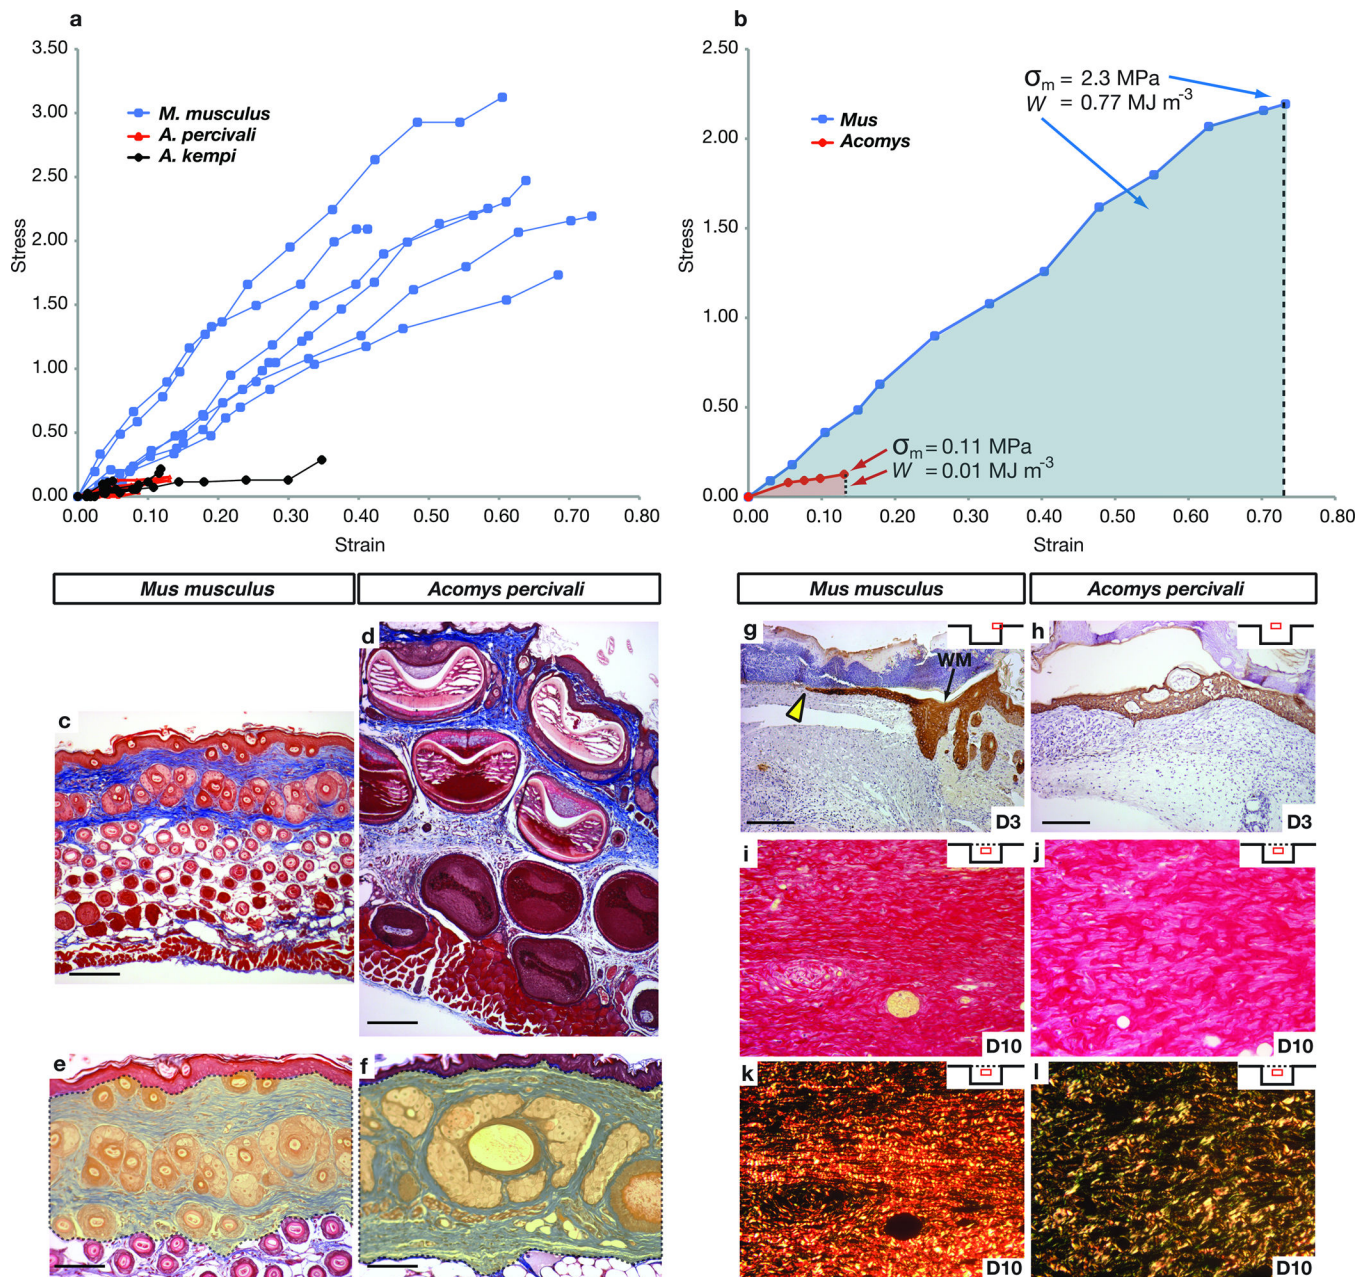 a
3.50
3.00
2.50
2.00
1.50
1.00
0.50
0.00
Stress
M. musculus
A. percivali
A. kempi
0.00 0.10 0.20 0.30 0.40 0.50 0.60 0.70 0.80
Strain
b
2.50
2.00
1.50
1.00
0.50
0.00
Stress
Mus
Acomys
σm = 2.3 MPa
W = 0.77 MJ m-3
σm = 0.11 MPa
W = 0.01 MJ m-3
0.00 0.10 0.20 0.30 0.40 0.50 0.60 0.70 0.80
Strain
Mus musculus
Acomys percivali
c
d
e
f
Mus musculus
Acomys percivali
g
WM
D3
h
D3
i
D10
j
D10
k
D10
l
D10